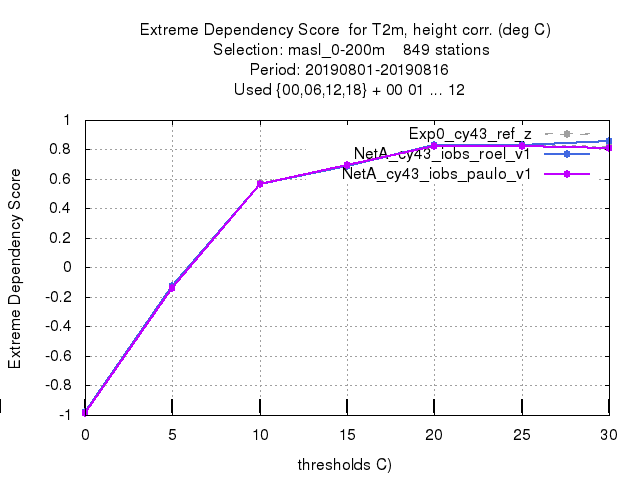 Extreme Dependency Score  for T2m, height corr. (deg C)
Selection: masl_0-200m    849 stations
Period: 20190801-20190816
Used {00,06,12,18} + 00 01 ... 12
Extreme Dependency Score
1
0.8
0.6
0.4
0.2
0
-0.2
-0.4
-0.6
-0.8
-1
Exp0_cy43_ref_z
NetA_cy43_iobs_roel_v1
NetA_cy43_iobs_paulo_v1
0 5 10 15 20 25 30
thresholds C)